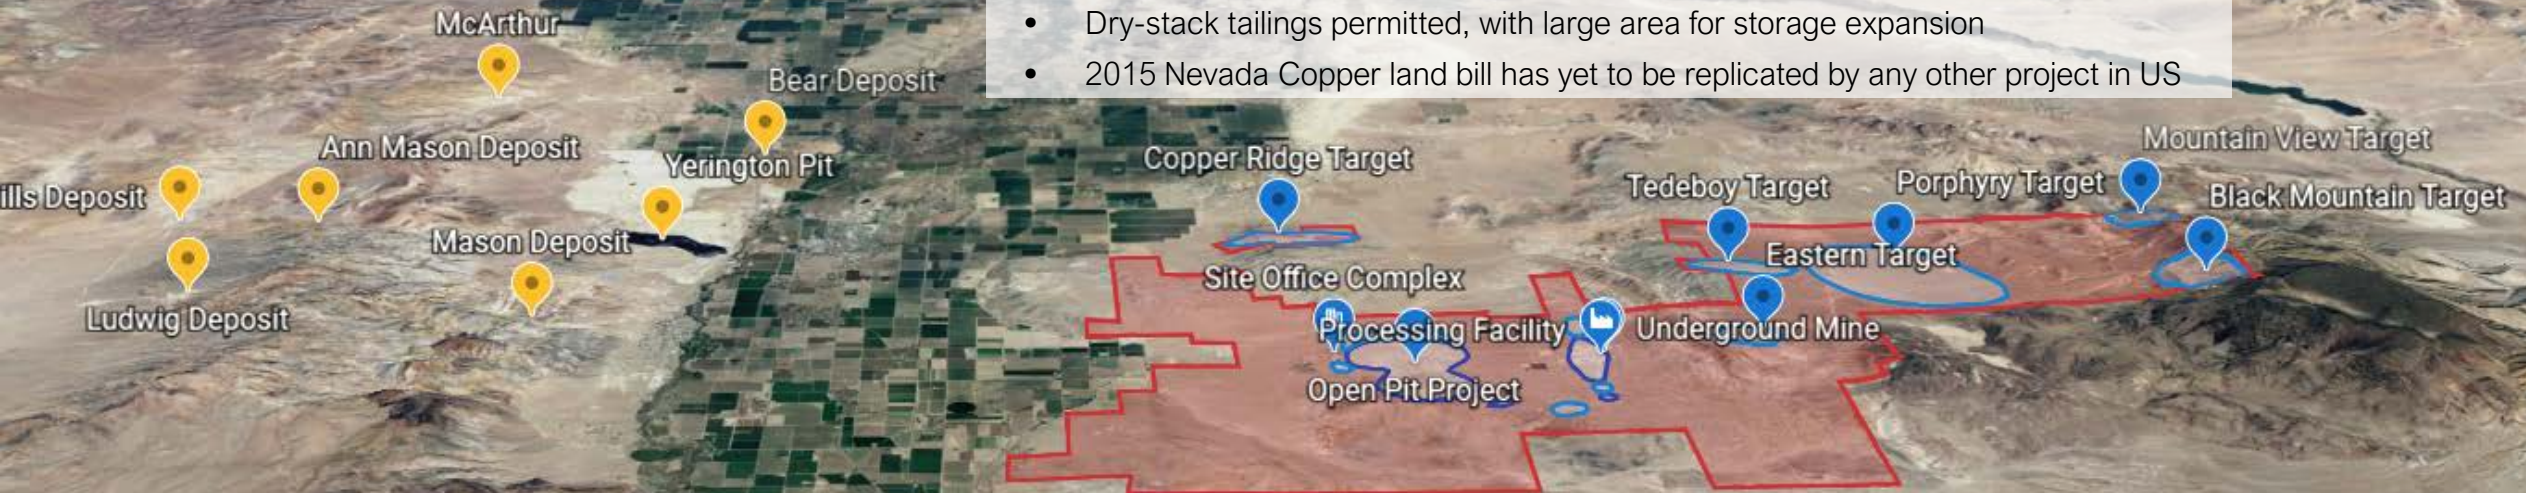 • Dry-stack tailings permitted, with large area for storage expansion
• 2015 Nevada Copper land bill has yet to be replicated by any other project in US
McArthur
Bear Deposit
Ann Mason Deposit
Yerington Pit
ills Deposit
Mason Deposit
Ludwig Deposit
Copper Ridge Target
Mountain View Target
Tedeboy Target
Porphyry Target
Black Mountain Target
Eastern Target
Site Office Complex
Processing Facility
Underground Mine
Open Pit Project